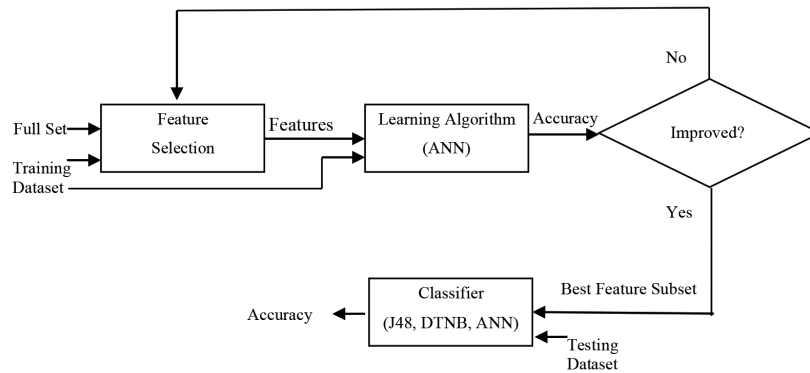 No
Full Set
Feature
Selection
Features
Learning Algorithm
(ANN)
Accuracy
Improved?
Training
Dataset
Yes
Classifier
(J48, DTNB, ANN)
Best Feature Subset
Accuracy
Testing
Dataset